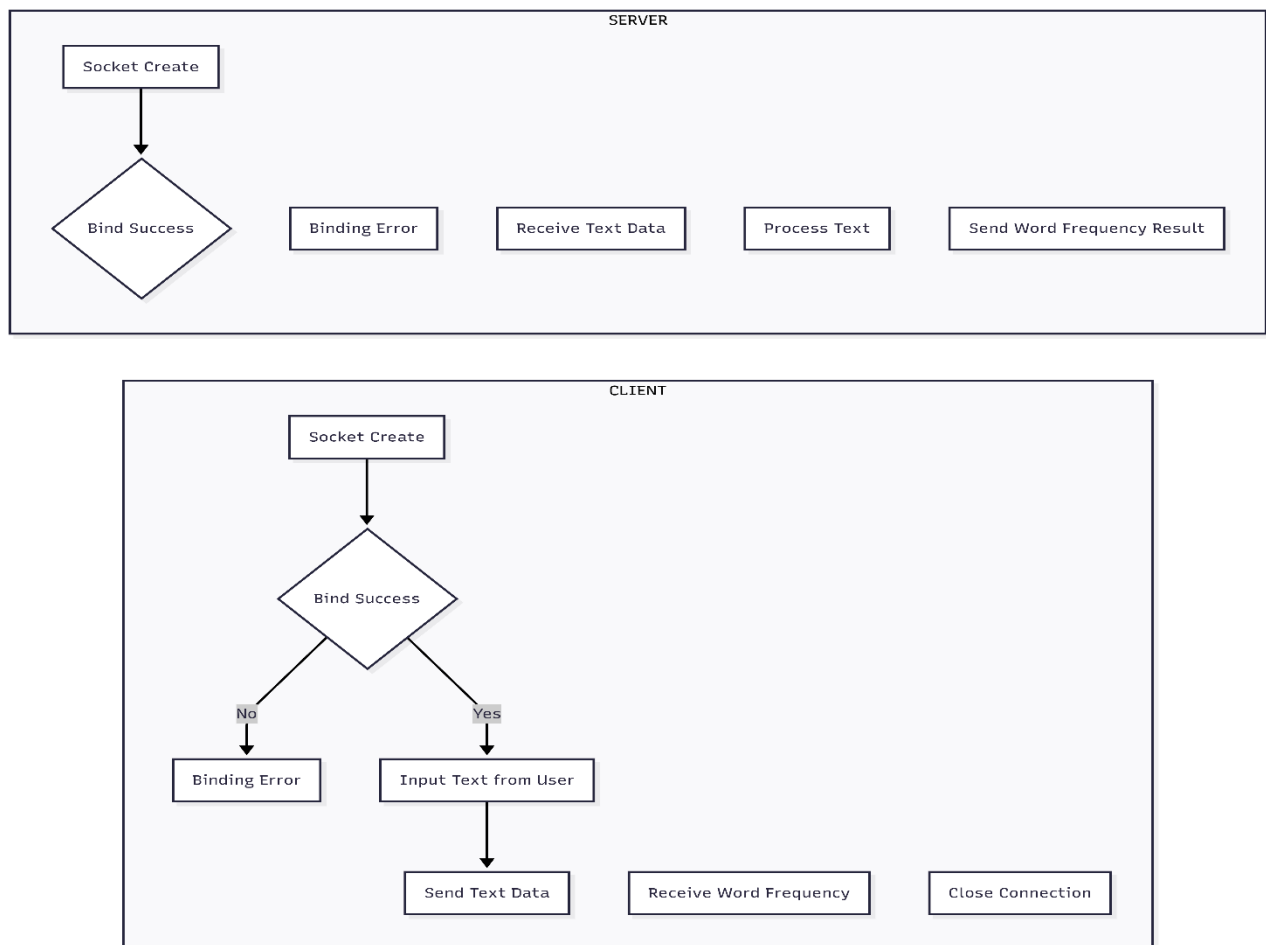 SERVER
Socket Create
Bind Success
Binding Error
Receive Text Data
Process Text
Send Word Frequency Result
CLIENT
Socket Create
Bind Success
No
Yes
Binding Error
Input Text from User
Send Text Data
Receive Word Frequency
Close Connection